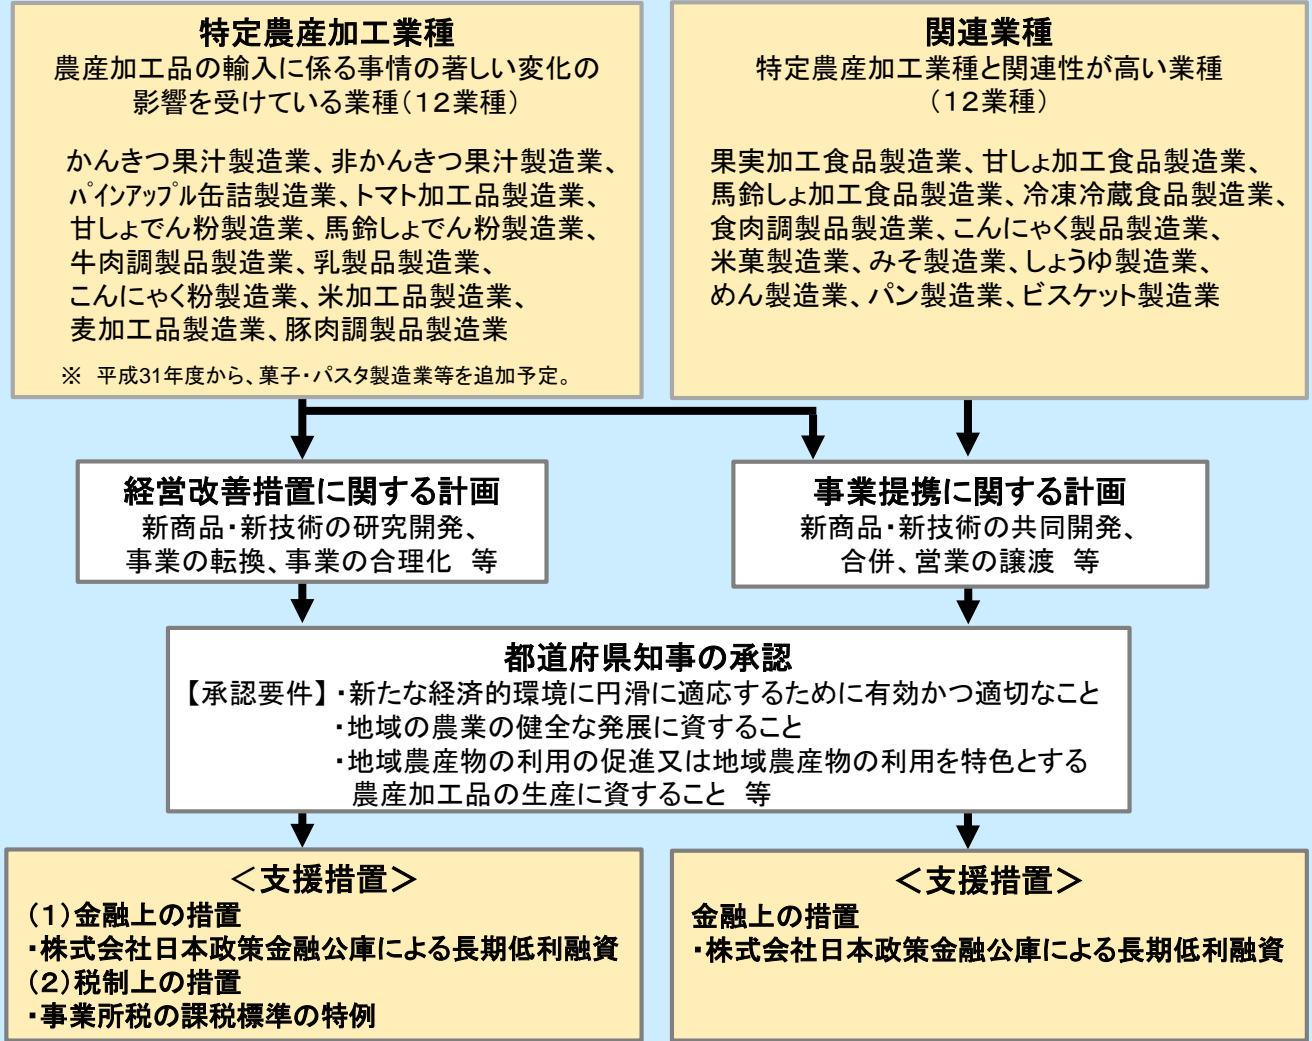 特定農産加工業種
農産加工品の輸入に係る事情の著しい変化の
影響を受けている業種（１２業種）
かんきつ果汁製造業、非かんきつ果汁製造業、
ﾊﾟｲﾝｱｯﾌﾟﾙ缶詰製造業、トマト加工品製造業、
甘しょでん粉製造業、馬鈴しょでん粉製造業、
牛肉調製品製造業、乳製品製造業、
こんにゃく粉製造業、米加工品製造業、
麦加工品製造業、豚肉調製品製造業
※　平成31年度から、菓子・パスタ製造業等を追加予定。
関連業種
特定農産加工業種と関連性が高い業種
（１２業種）
果実加工食品製造業、甘しょ加工食品製造業、
馬鈴しょ加工食品製造業、冷凍冷蔵食品製造業、
食肉調製品製造業、こんにゃく製品製造業、
米菓製造業、みそ製造業、しょうゆ製造業、
めん製造業、パン製造業、ビスケット製造業
経営改善措置に関する計画
新商品・新技術の研究開発、
事業の転換、事業の合理化　等
事業提携に関する計画
新商品・新技術の共同開発、
合併、営業の譲渡　等
都道府県知事の承認
【承認要件】・新たな経済的環境に円滑に適応するために有効かつ適切なこと
・地域の農業の健全な発展に資すること
・地域農産物の利用の促進又は地域農産物の利用を特色とする
農産加工品の生産に資すること　等
＜支援措置＞
（１）金融上の措置
・株式会社日本政策金融公庫による長期低利融資
（２）税制上の措置
・事業所税の課税標準の特例
＜支援措置＞
金融上の措置
・株式会社日本政策金融公庫による長期低利融資